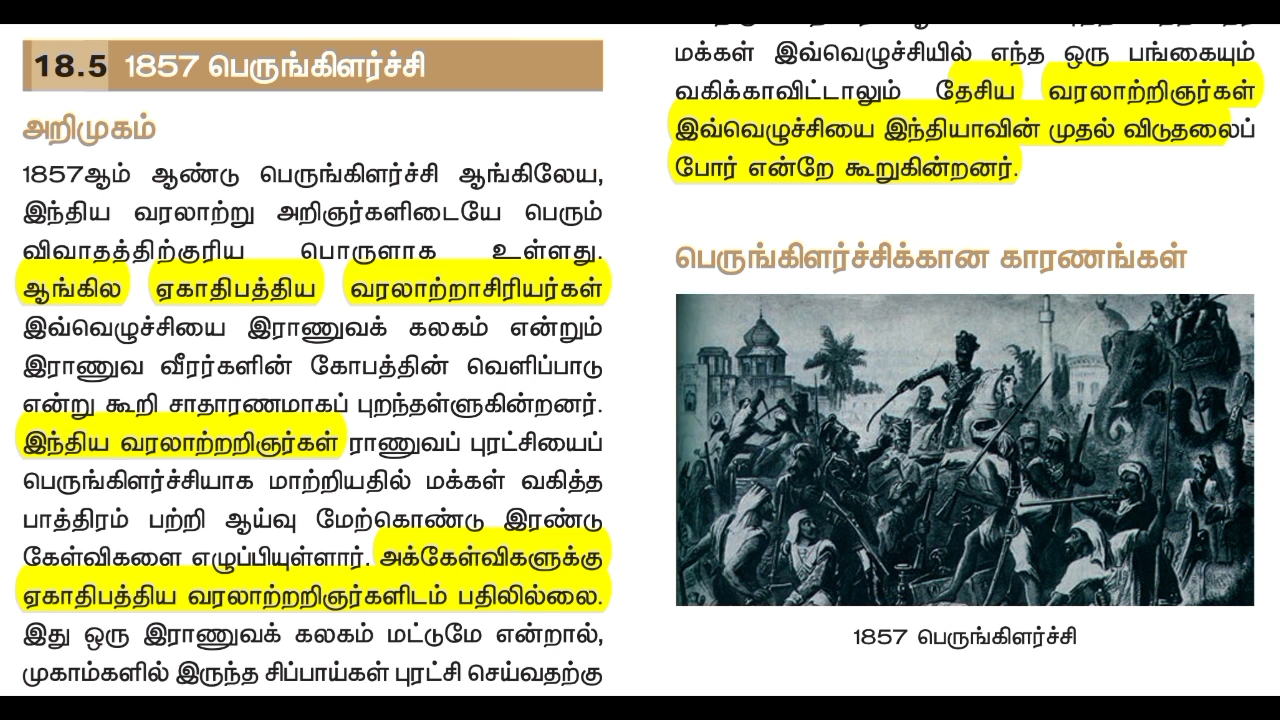 18.5 1857 பெருங்கிளர்ச்சி
அறிமுகம்
1857ஆம் ஆண்டு பெருங்கிளர்ச்சி ஆங்கிலேய,
இந்திய வரலாற்று அறிஞர்களிடையே பெரும்
விவாதத்திற்குரிய பொருளாக உள்ளது.
ஆங்கில ஏகாதிபத்திய வரலாற்றாசிரியர்கள்
இவ்வெழுச்சியை இராணுவக் கலகம் என்றும்
இராணுவ வீரர்களின் கோபத்தின் வெளிப்பாடு
என்று கூறி சாதாரணமாகப் புறந்தள்ளுகின்றனர்.
இந்திய வரலாற்றறிஞர்கள் ராணுவப் புரட்சியைப்
பெருங்கிளர்ச்சியாக மாற்றியதில் மக்கள் வகித்த
பாத்திரம் பற்றி ஆய்வு மேற்கொண்டு இரண்டு
கேள்விகளை எழுப்பியுள்ளார். அக்கேள்விகளுக்கு
ஏகாதிபத்திய வரலாற்றறிஞர்களிடம் பதிலில்லை.
இது ஒரு இராணுவக் கலகம் மட்டுமே என்றால்,
முகாம்களில் இருந்த சிப்பாய்கள் புரட்சி செய்வதற்கு
மக்கள் இவ்வெழுச்சியில் எந்த ஒரு பங்கையும்
வகிக்காவிட்டாலும் தேசிய வரலாற்றிஞர்கள்
இவ்வெழுச்சியை இந்தியாவின் முதல் விடுதலைப்
போர் என்றே கூறுகின்றனர்.
பெருங்கிளர்ச்சிக்கான காரணங்கள்
1857 பெருங்கிளர்ச்சி